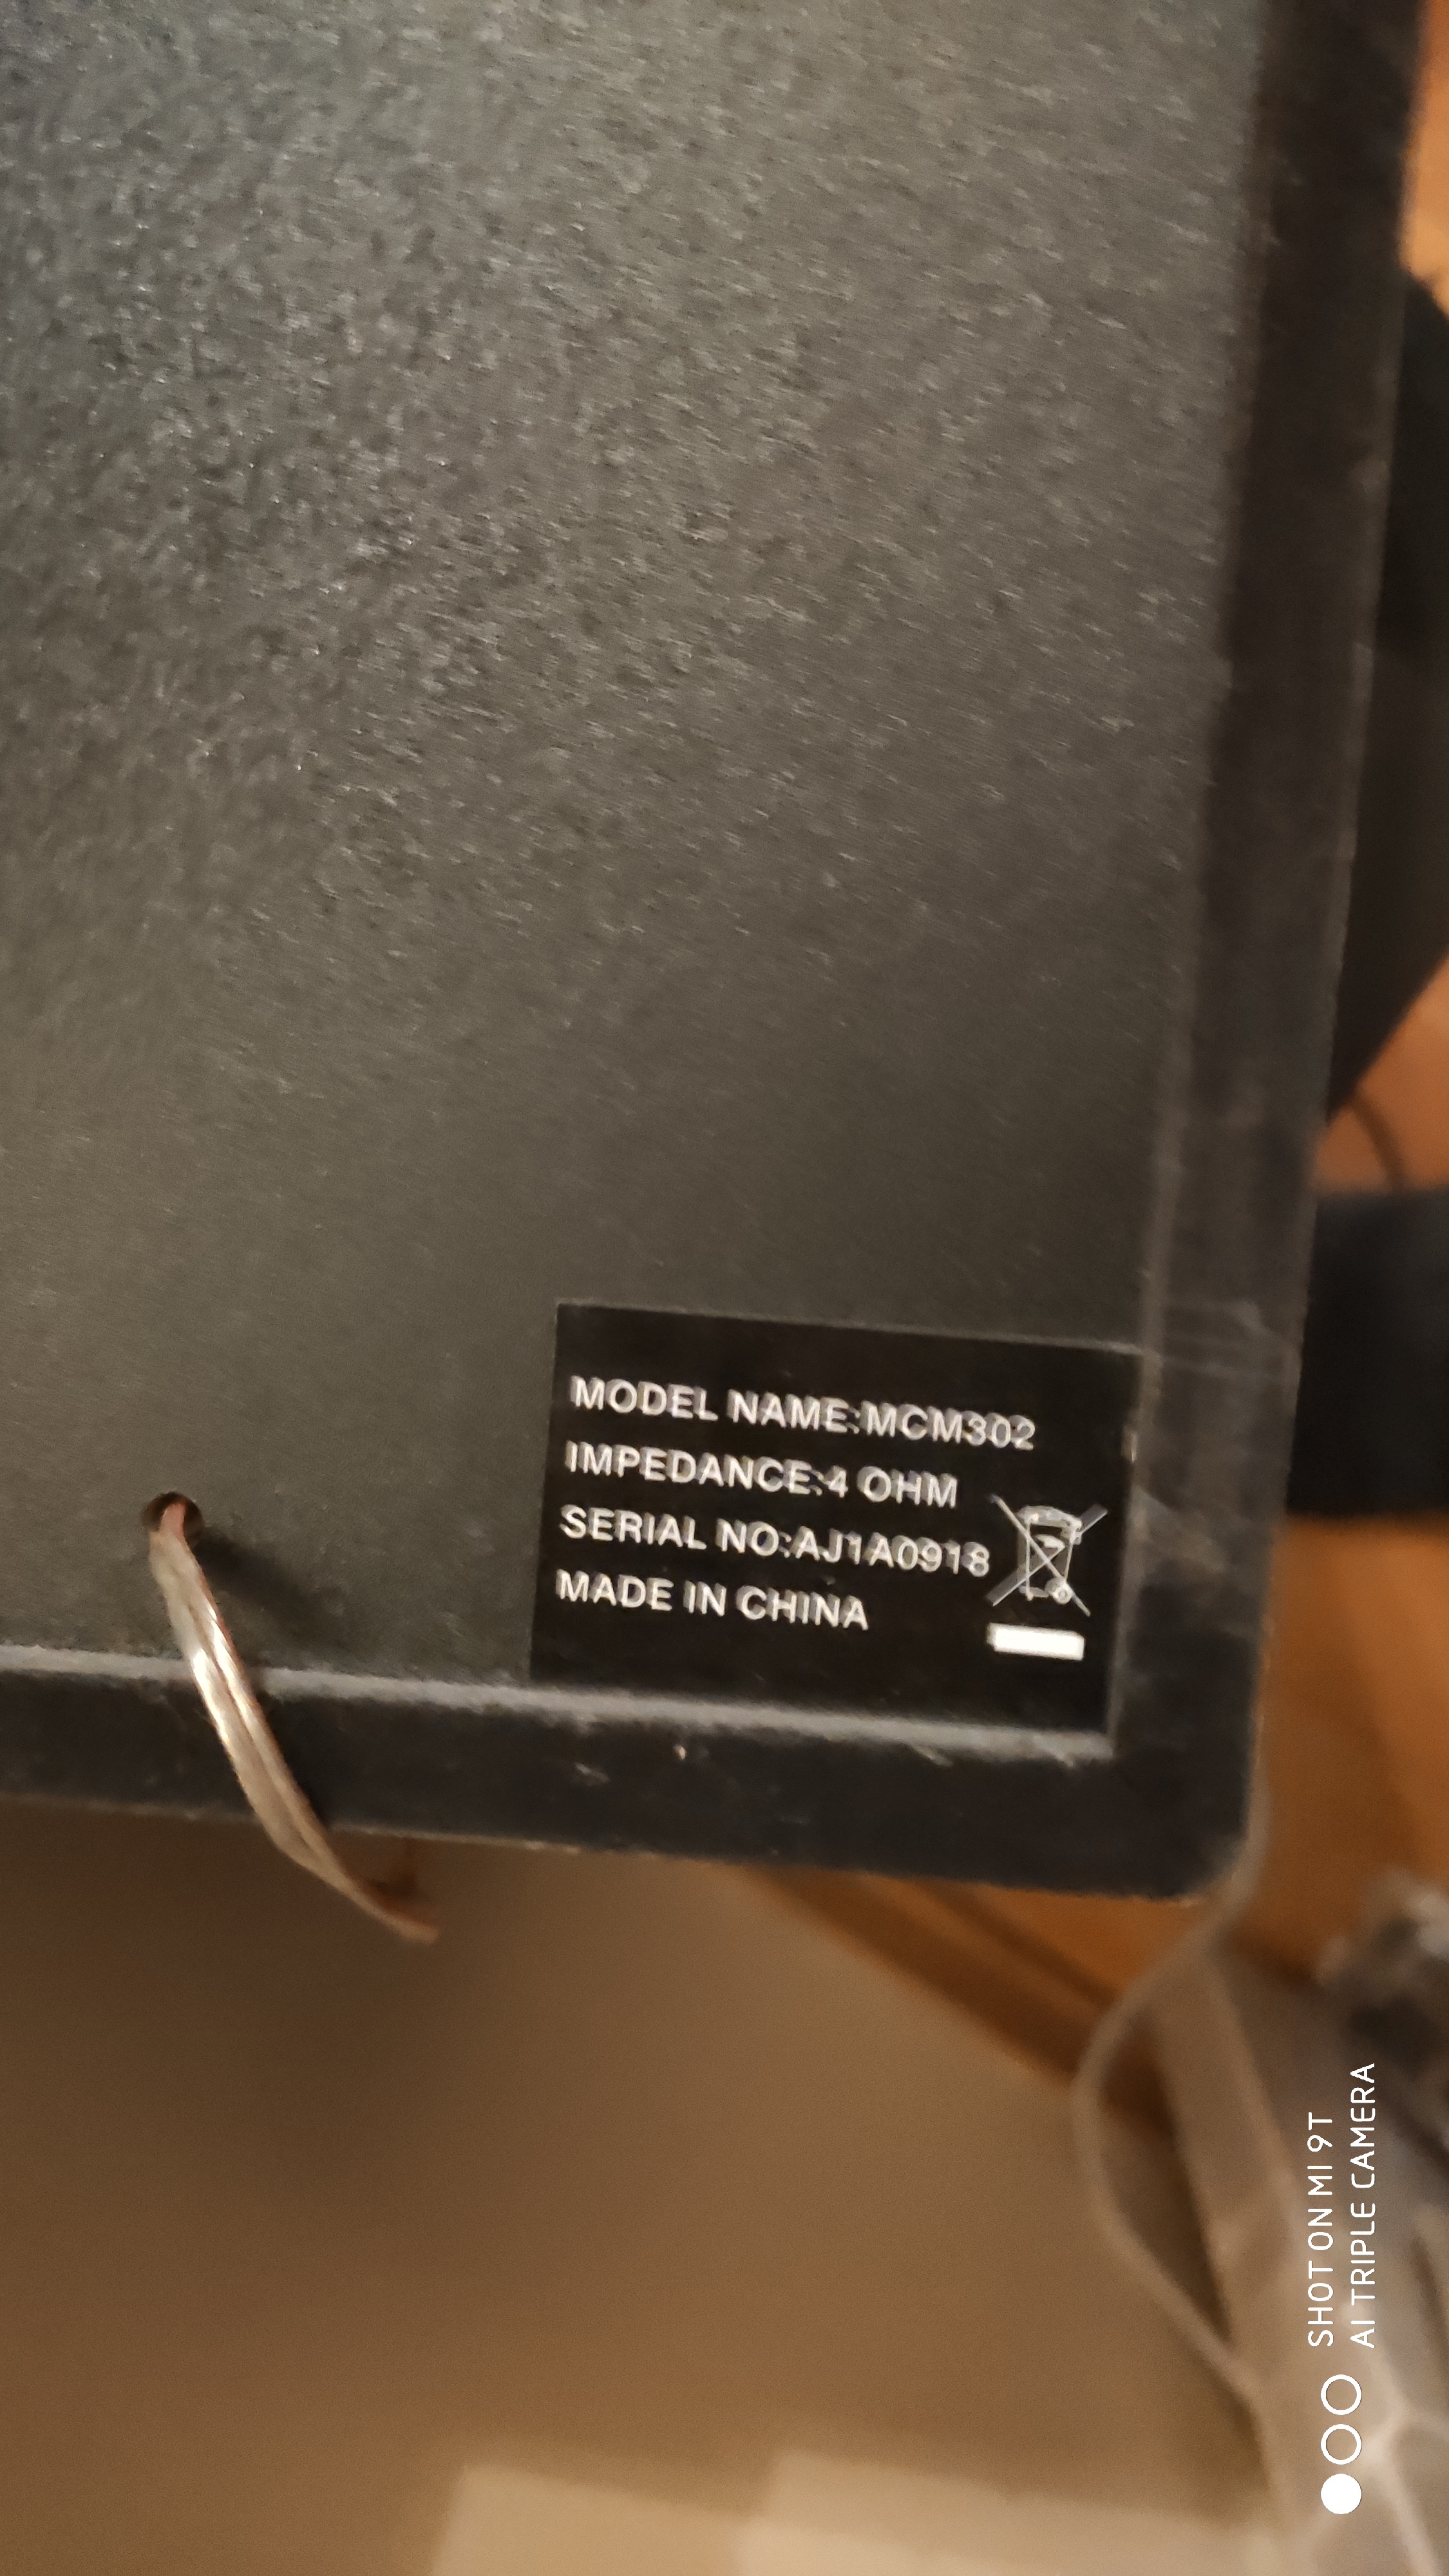 MODEL NAME:MCM302
IMPEDANCE:4 OHM
SERIAL NO:AJ1A0918
MADE IN CHINA
SHOT ON MI 9T
AI TRIPLE CAMERA